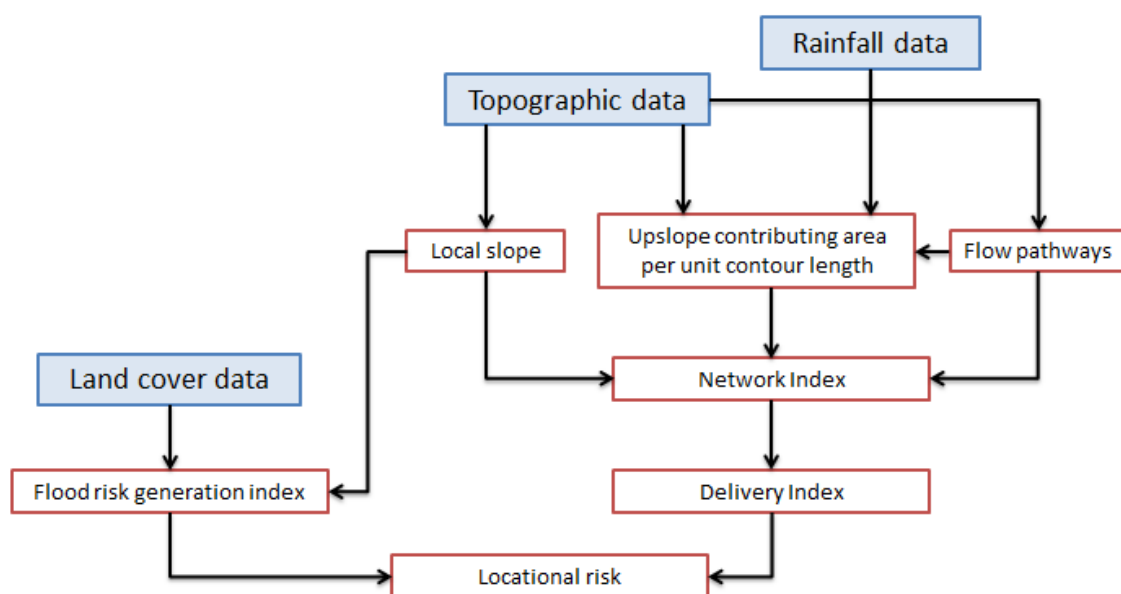 Rainfall data
Topographic data
Local slope
Upslope contributing area
per unit contour length
Flow pathways
Land cover data
Network Index
Flood risk generation index
Delivery Index
Locational risk